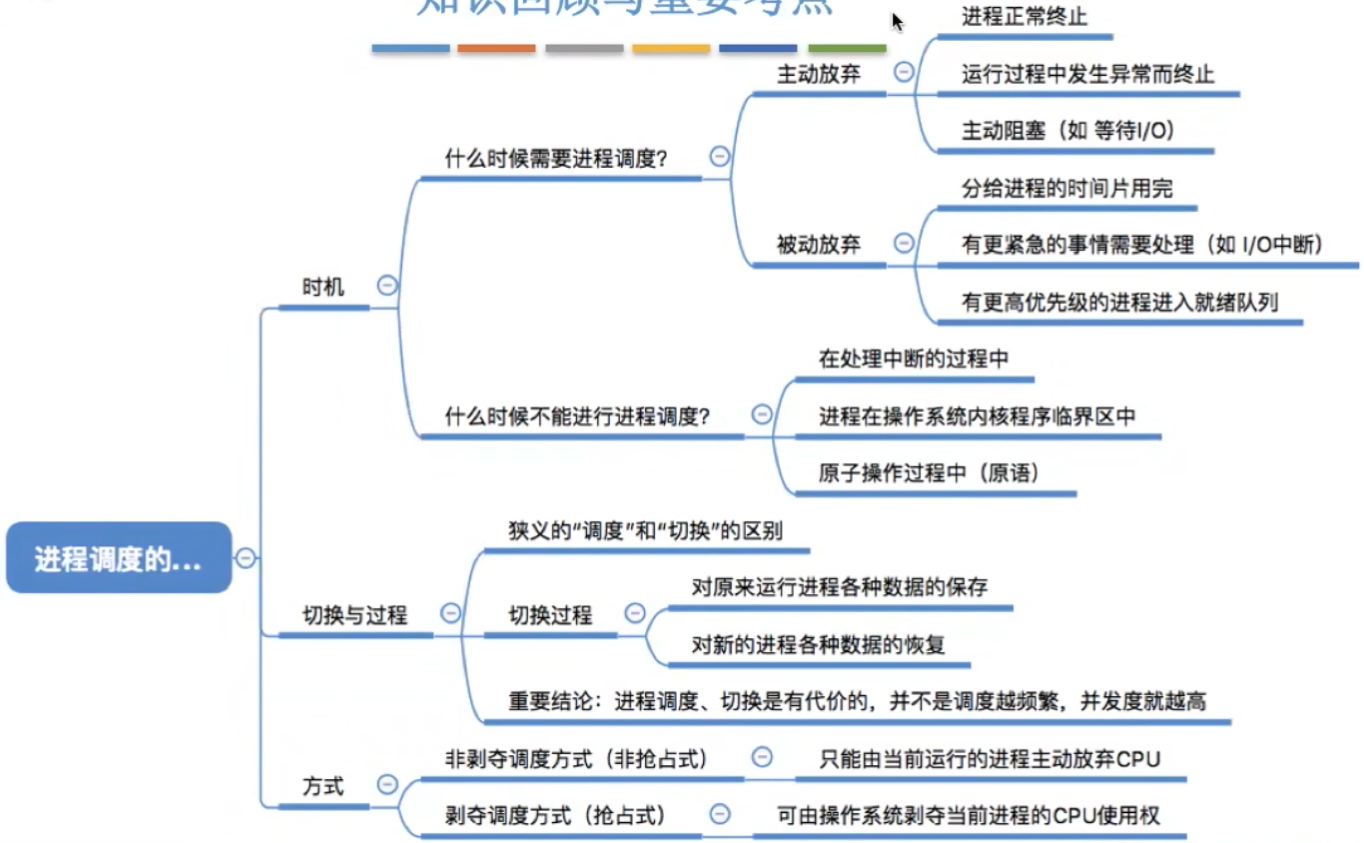 知识回顾与重要考点
进程正常终止
主动放弃
运行过程中发生异常而终止
主动阻塞（如 等待I/O）
什么时候需要进程调度？
分给进程的时间片用完
被动放弃
有更紧急的事情需要处理（如 I/O中断）
有更高优先级的进程进入就绪队列
时机
在处理中断的过程中
什么时候不能进行进程调度？
进程在操作系统内核程序临界区中
原子操作过程中（原语）
进程调度的...
狭义的“调度”和“切换”的区别
切换与过程
切换过程
对原来运行进程各种数据的保存
对新的进程各种数据的恢复
重要结论：进程调度、切换是有代价的，并不是调度越频繁，并发度就越高
方式
非剥夺调度方式（非抢占式）
只能由当前运行的进程主动放弃CPU
剥夺调度方式（抢占式）
可由操作系统剥夺当前进程的CPU使用权